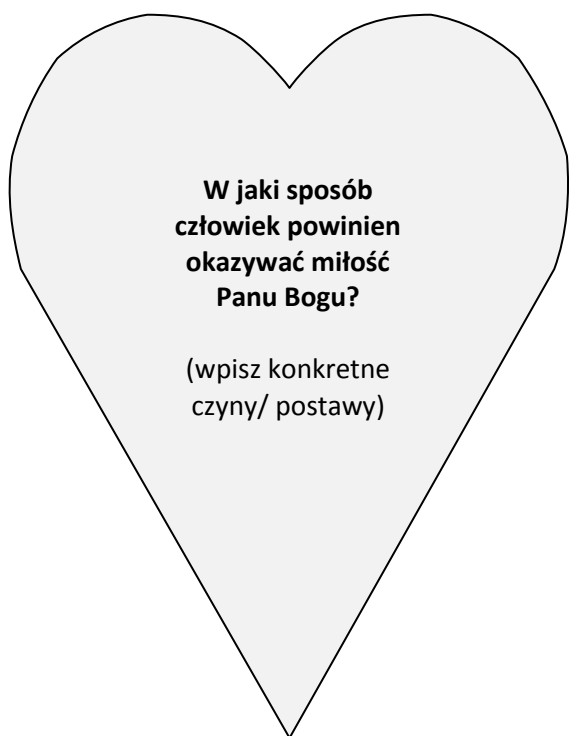 W jaki sposób
człowiek powinien
okazywać miłość
Panu Bogu?
(wpisz konkretne
czyny/ postawy)